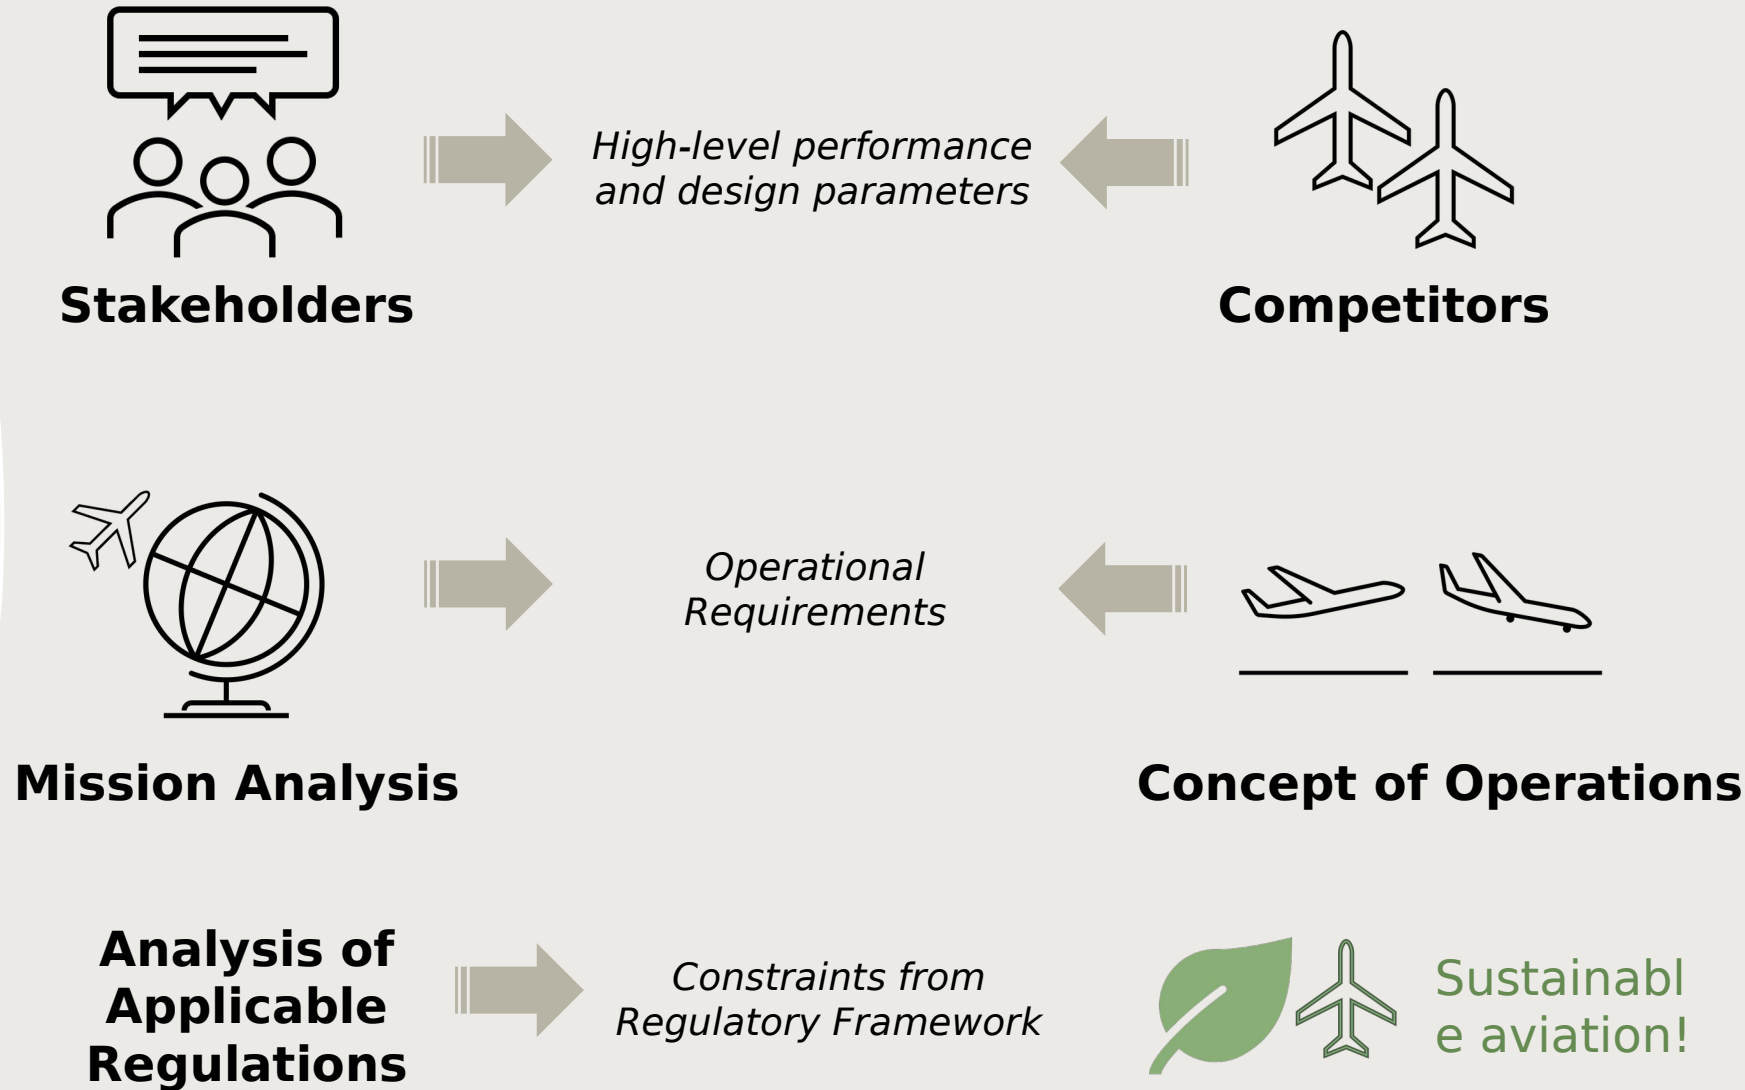 High-level performance
and design parameters
Stakeholders
Competitors
Operational
Requirements
Mission Analysis
Concept of Operations
Analysis of
Applicable
Regulations
Constraints from
Regulatory Framework
Sustainabl
e aviation!